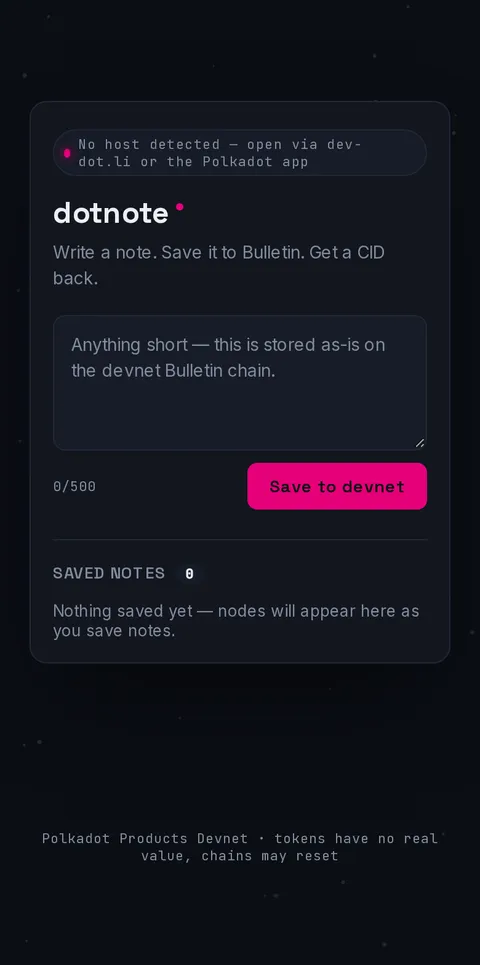 No host detected — open via dev-
dot.li or the Polkadot app
dotnote
Write a note. Save it to Bulletin. Get a CID
back.
Anything short — this is stored as-is on
the devnet Bulletin chain.
0/500
Save to devnet
SAVED NOTES 0
Nothing saved yet — nodes will appear here as
you save notes.
Polkadot Products Devnet · tokens have no real
value, chains may reset